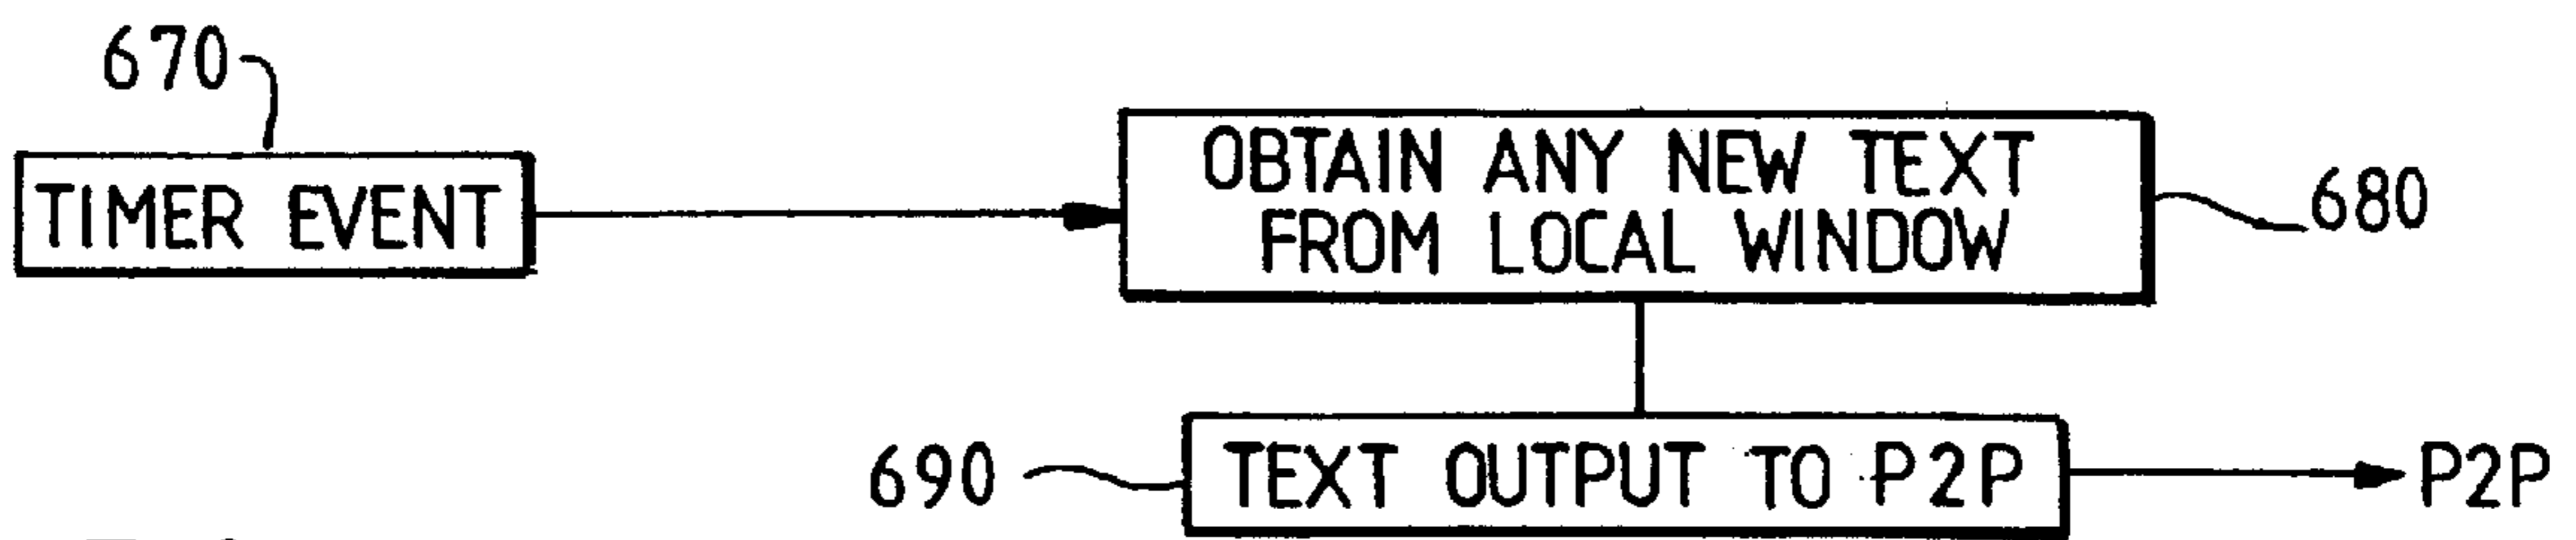 670
TIMER EVENT
OBTAIN ANY NEW TEXT
FROM LOCAL WINDOW
680
690
TEXT OUTPUT TO P2P
P2P